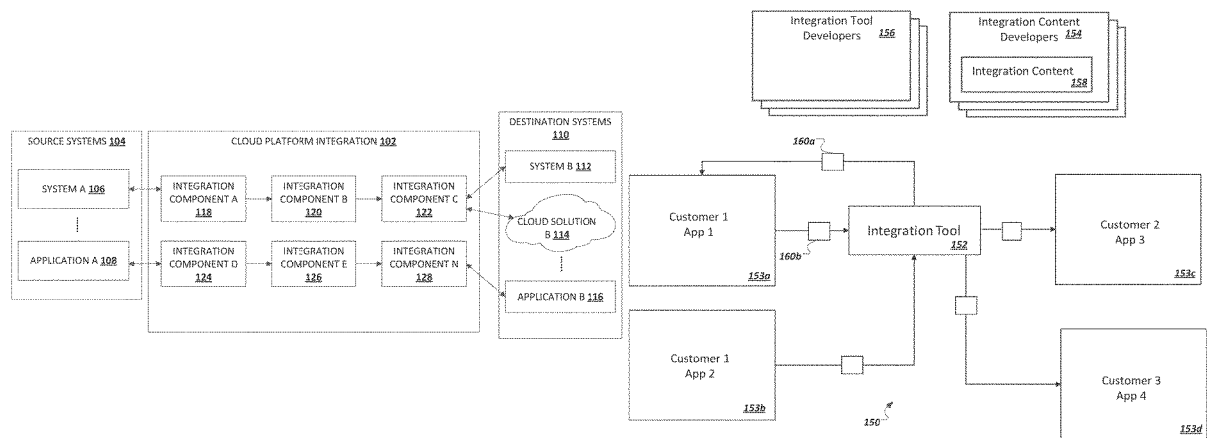 SOURCE SYSTEMS 104
SYSTEM A 106
APPLICATION A 108
CLOUD PLATFORM INTEGRATION 102
INTEGRATION
COMPONENT A
118
INTEGRATION
COMPONENT B
120
INTEGRATION
COMPONENT C
122
INTEGRATION
COMPONENT D
124
INTEGRATION
COMPONENT E
126
INTEGRATION
COMPONENT N
128
DESTINATION SYSTEMS
110
SYSTEM B 112
CLOUD SOLUTION
B 114
APPLICATION B 116
Integration Tool
Developers 156
Integration Content
Developers 154
Integration Content
158
160a
Customer 1
App 1
153a
160b
Integration Tool
152
Customer 2
App 3
153c
Customer 1
App 2
153b
150
Customer 3
App 4
153d